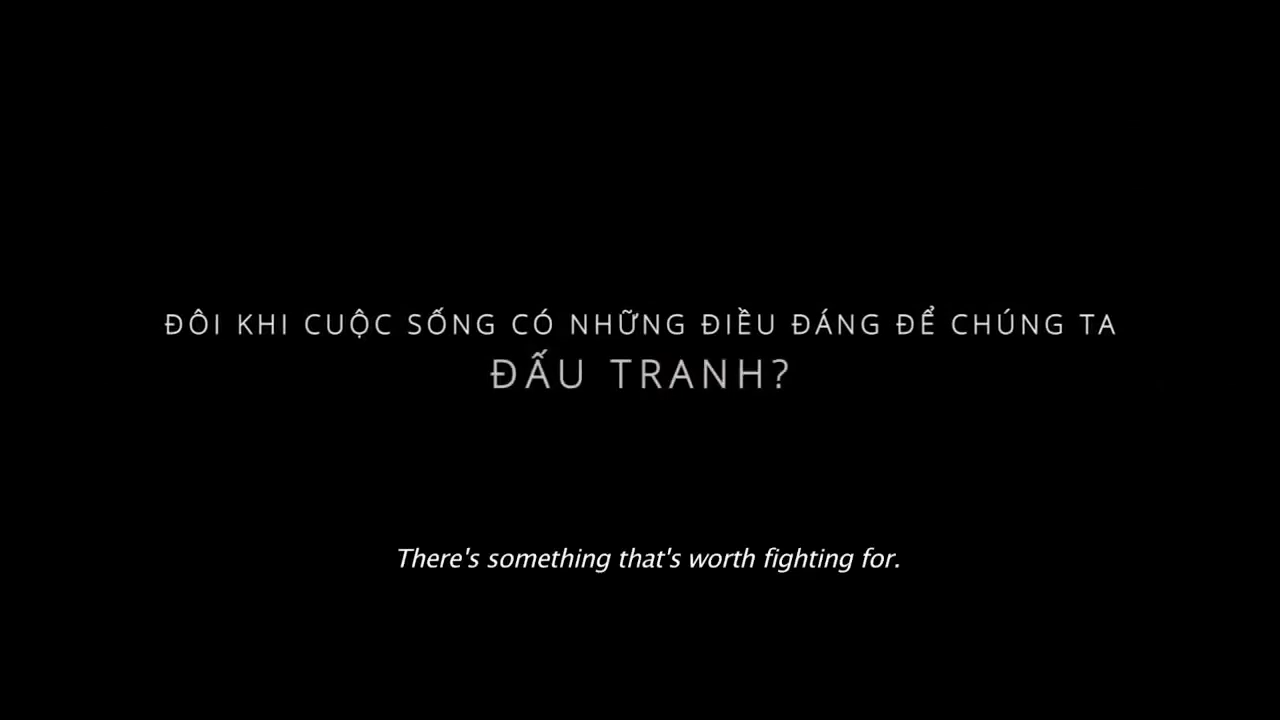 ĐÔI KHI CUỘC SỐNG CÓ NHỮNG ĐIỀU ĐÁNG ĐỂ CHÚNG TA
ĐẤU TRANH?
There's something that's worth fighting for.